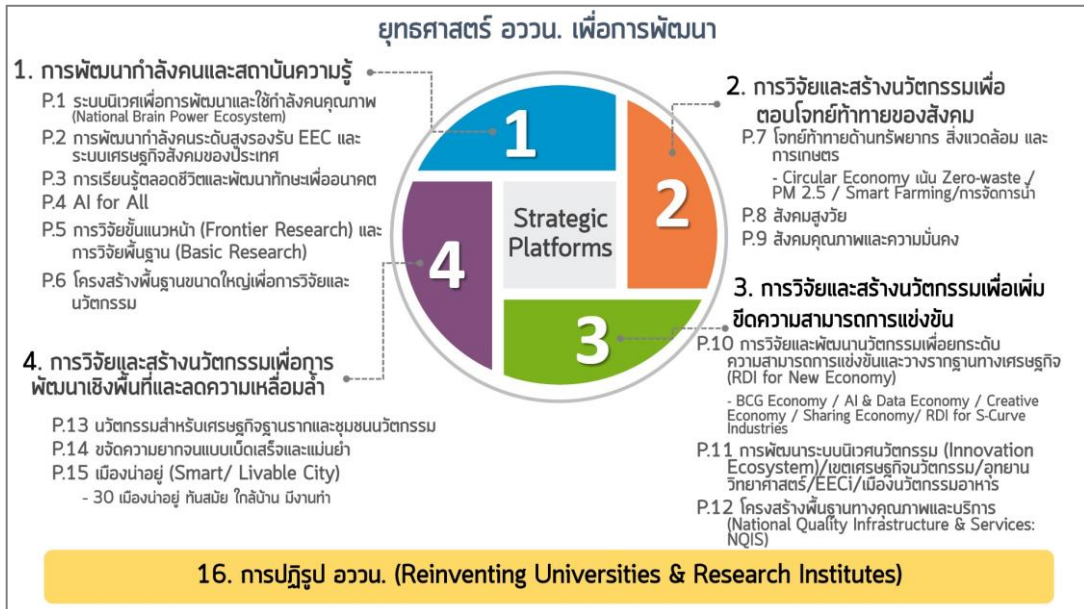 ยุทธศาสตร์ อววน. เพื่อการพัฒนา
1. การพัฒนากำลังคนและสถาบันความรู้
P.1 ระบบนิเวศเพื่อการพัฒนาและใช้กำลังคนคุณภาพ
(National Brain Power Ecosystem)
P.2 การพัฒนากำลังคนระดับสูงรองรับ EEC และ
ระบบเศรษฐกิจสังคมของประเทศ
P.3 การเรียนรู้ตลอดชีวิตและพัฒนาทักษะเพื่ออนาคต
P.4 AI for All
P.5 การวิจัยขั้นแนวหน้า (Frontier Research) และ
การวิจัยพื้นฐาน (Basic Research)
P.6 โครงสร้างพื้นฐานขนาดใหญ่เพื่อการวิจัยและ
นวัตกรรม
1
2
3
4
Strategic
Platforms
2. การวิจัยและสร้างนวัตกรรมเพื่อ
ตอบโจทย์ท้าทายของสังคม
P.7 โจทย์ท้าทายด้านทรัพยากร สิ่งแวดล้อม และ
การเกษตร
- Circular Economy เน้น Zero-waste /
PM 2.5 / Smart Farming/การจัดการน้ำ
P.8 สังคมสูงวัย
P.9 สังคมคุณภาพและความมั่นคง
3. การวิจัยและสร้างนวัตกรรมเพื่อเพิ่ม
ขีดความสามารถการแข่งขัน
P.10 การวิจัยและพัฒนานวัตกรรมเพื่อยกระดับ
ความสามารถการแข่งขันและวางรากฐานทางเศรษฐกิจ
(RDI for New Economy)
- BCG Economy / AI & Data Economy / Creative
Economy / Sharing Economy/ RDI for S-Curve
Industries
P.11 การพัฒนาระบบนิเวศนวัตกรรม (Innovation
Ecosystem)/เขตเศรษฐกิจนวัตกรรม/อุทยาน
วิทยาศาสตร์/EECi/เมืองนวัตกรรมอาหาร
P.12 โครงสร้างพื้นฐานทางคุณภาพและบริการ
(National Quality Infrastructure & Services:
NQIS)
4. การวิจัยและสร้างนวัตกรรมเพื่อการ
พัฒนาเชิงพื้นที่และลดความเหลื่อมล้ำ
P.13 นวัตกรรมสำหรับเศรษฐกิจฐานรากและชุมชนนวัตกรรม
P.14 ขจัดความยากจนแบบเบ็ดเสร็จและแม่นยำ
P.15 เมืองน่าอยู่ (Smart/ Livable City)
- 30 เมืองน่าอยู่ ทันสมัย ใกล้บ้าน มีงานทำ
16. การปฏิรูป อววน. (Reinventing Universities & Research Institutes)